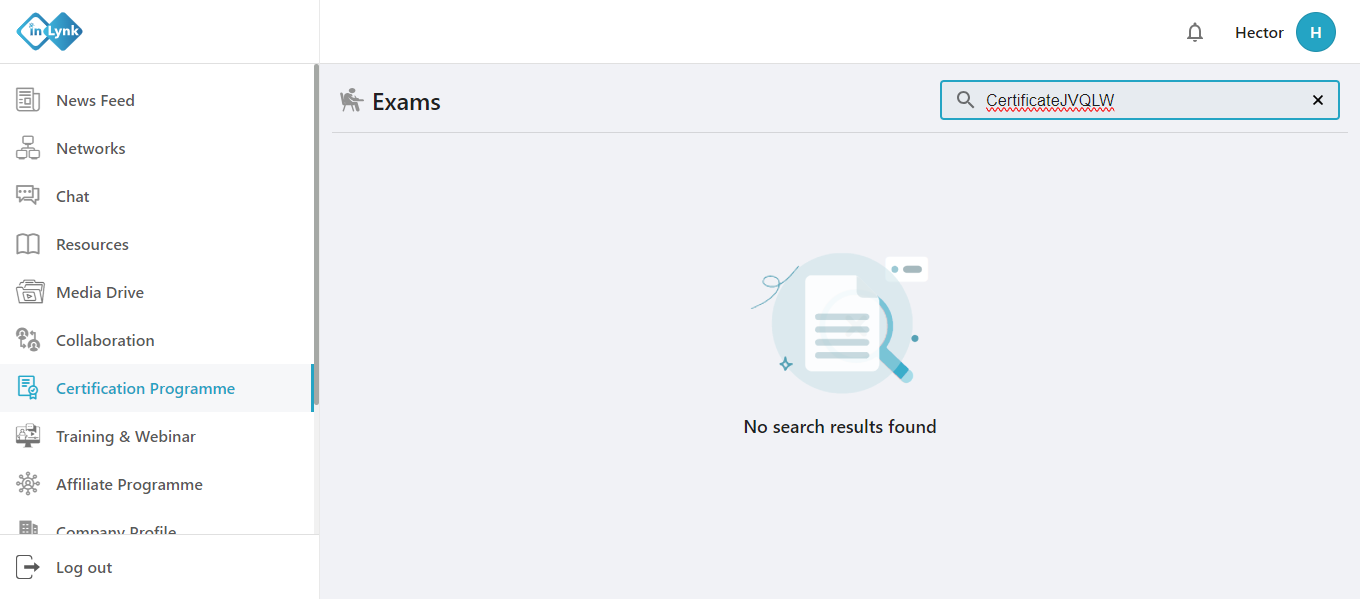 inLynk
Hector
H
News Feed
Networks
Chat
Resources
Media Drive
Collaboration
Certification Programme
Training & Webinar
Affiliate Programme
Company Profile
Log out
Exams
CertificateJVQLW
No search results found